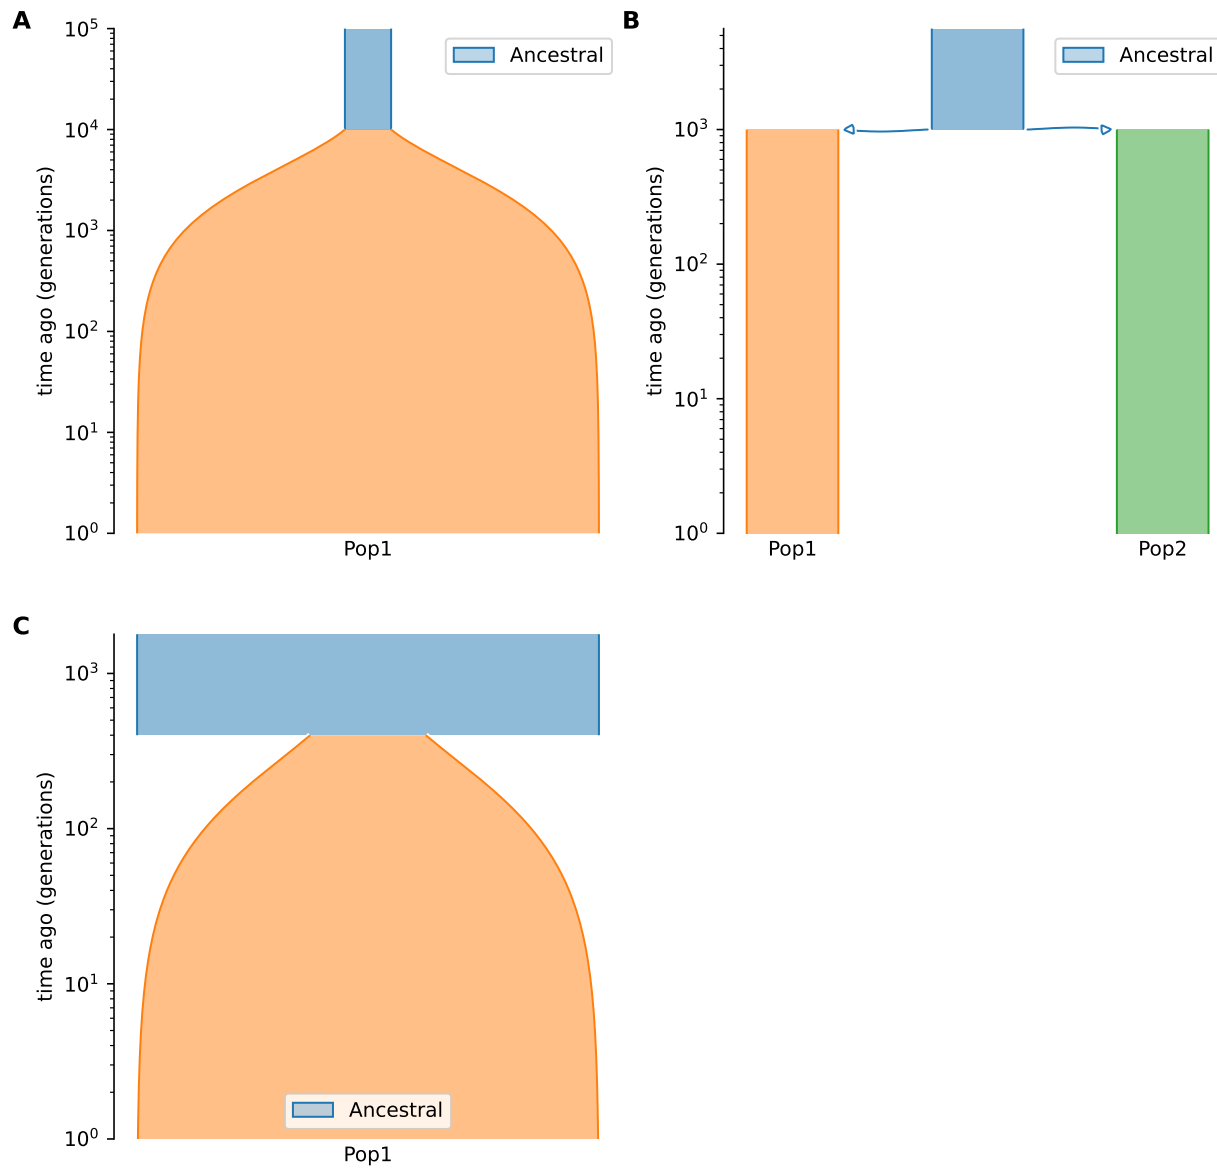 A
10⁵
10⁴
10³
10²
10¹
10⁰
time ago (generations)
Ancestral
Pop1
B
10³
10²
10¹
10⁰
time ago (generations)
Ancestral
Pop1
Pop2
C
10³
10²
10¹
10⁰
time ago (generations)
Ancestral
Pop1